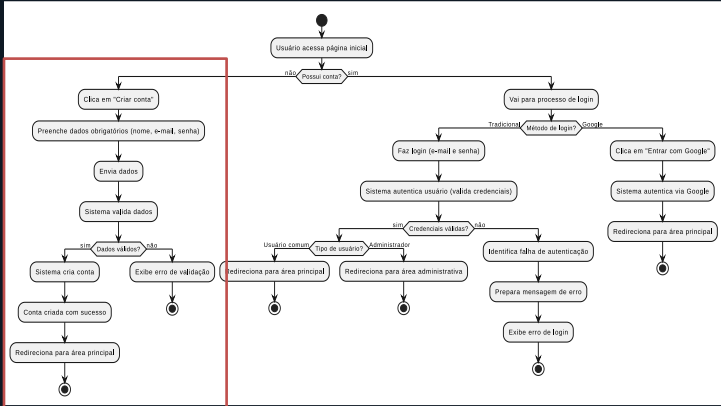 Usuário acessa página inicial
não
Possui conta?
sim
Clica em "Criar conta"
Preenche dados obrigatórios (nome, e-mail, senha)
Envia dados
Sistema valida dados
sim
Dados válidos?
não
Sistema cria conta
Exibe erro de validação
Conta criada com sucesso
Redireciona para área principal
Vai para processo de login
Tradicional
Método de login?
Google
Faz login (e-mail e senha)
Sistema autentica usuário (valida credenciais)
sim
Credenciais válidas?
não
Usuário comum
Tipo de usuário?
Administrador
Redireciona para área principal
Redireciona para área administrativa
Identifica falha de autenticação
Prepara mensagem de erro
Exibe erro de login
Clica em "Entrar com Google"
Sistema autentica via Google
Redireciona para área principal